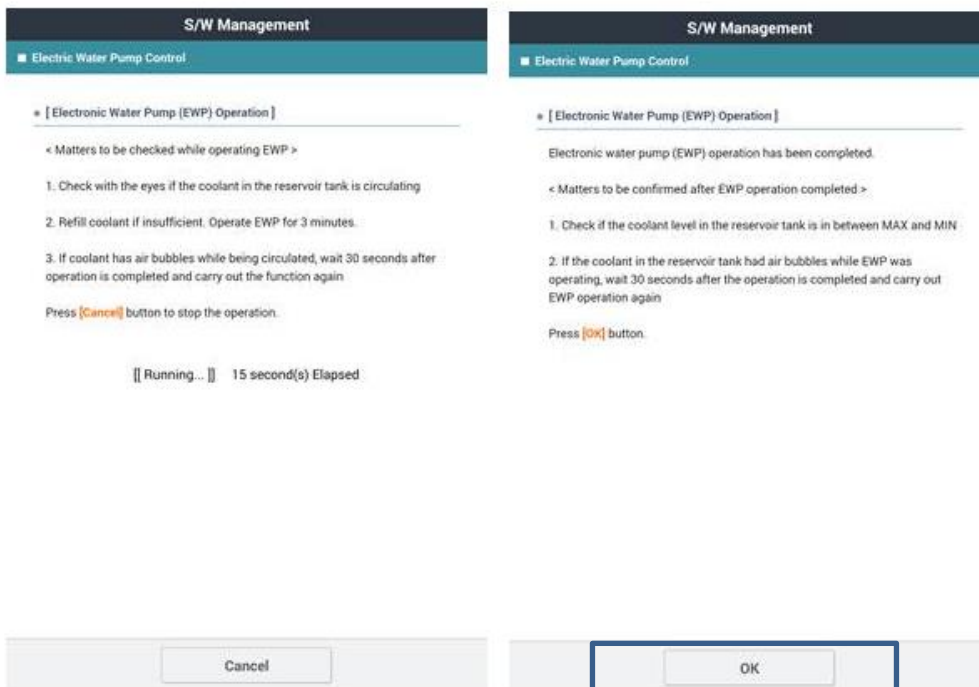 S/W Management
■ Electric Water Pump Control
[ Electronic Water Pump (EWP) Operation ]
< Matters to be checked while operating EWP >
1. Check with the eyes if the coolant in the reservoir tank is circulating
2. Refill coolant if insufficient. Operate EWP for 3 minutes.
3. If coolant has air bubbles while being circulated, wait 30 seconds after
operation is completed and carry out the function again
Press [Cancel] button to stop the operation.
[[ Running... ]] 15 second(s) Elapsed
Cancel
S/W Management
■ Electric Water Pump Control
[ Electronic Water Pump (EWP) Operation ]
Electronic water pump (EWP) operation has been completed.
< Matters to be confirmed after EWP operation completed >
1. Check if the coolant level in the reservoir tank is in between MAX and MIN
2. If the coolant in the reservoir tank had air bubbles while EWP was
operating, wait 30 seconds after the operation is completed and carry out
EWP operation again
Press [OK] button.
OK